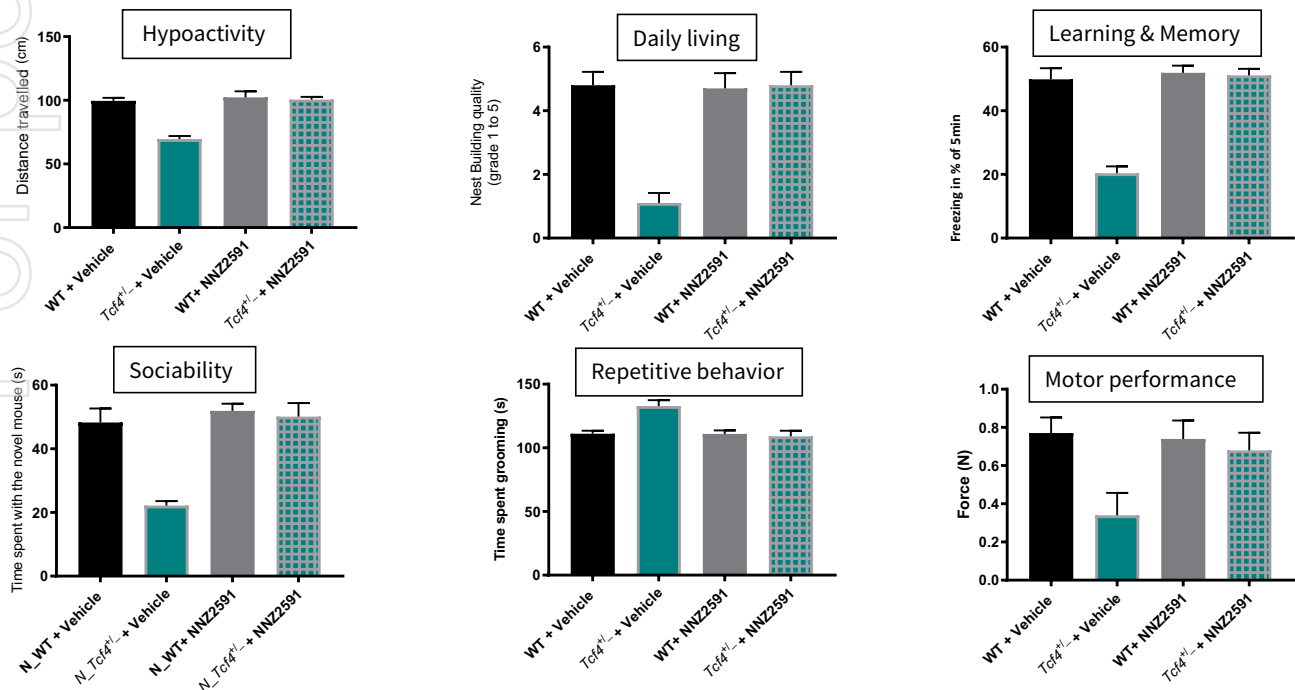 Hypoactivity
Distance travelled (cm)
150
100
50
0
WT + Vehicle
Tcf4+/– + Vehicle
WT+ NNZ2591
Tcf4+/– + NNZ2591
Daily living
Nest Building quality
(grade 1 to 5)
6
4
2
0
WT + Vehicle
Tcf4+/– + Vehicle
WT+ NNZ2591
Tcf4+/– + NNZ2591
Learning & Memory
Freezing in % of 5min
60
40
20
0
WT + Vehicle
Tcf4+/– + Vehicle
WT+ NNZ2591
Tcf4+/– + NNZ2591
Sociability
Time spent with the novel mouse (s)
60
40
20
0
N_WT + Vehicle
N_Tcf4+/– + Vehicle
N_WT+ NNZ2591
N_Tcf4+/– + NNZ2591
Repetitive behavior
Time spent grooming (s)
150
100
50
0
WT + Vehicle
Tcf4+/– + Vehicle
WT+ NNZ2591
Tcf4+/– + NNZ2591
Motor performance
Force (N)
1.0
0.8
0.6
0.4
0.2
0.0
WT + Vehicle
Tcf4+/– + Vehicle
WT+ NNZ2591
Tcf4+/– + NNZ2591